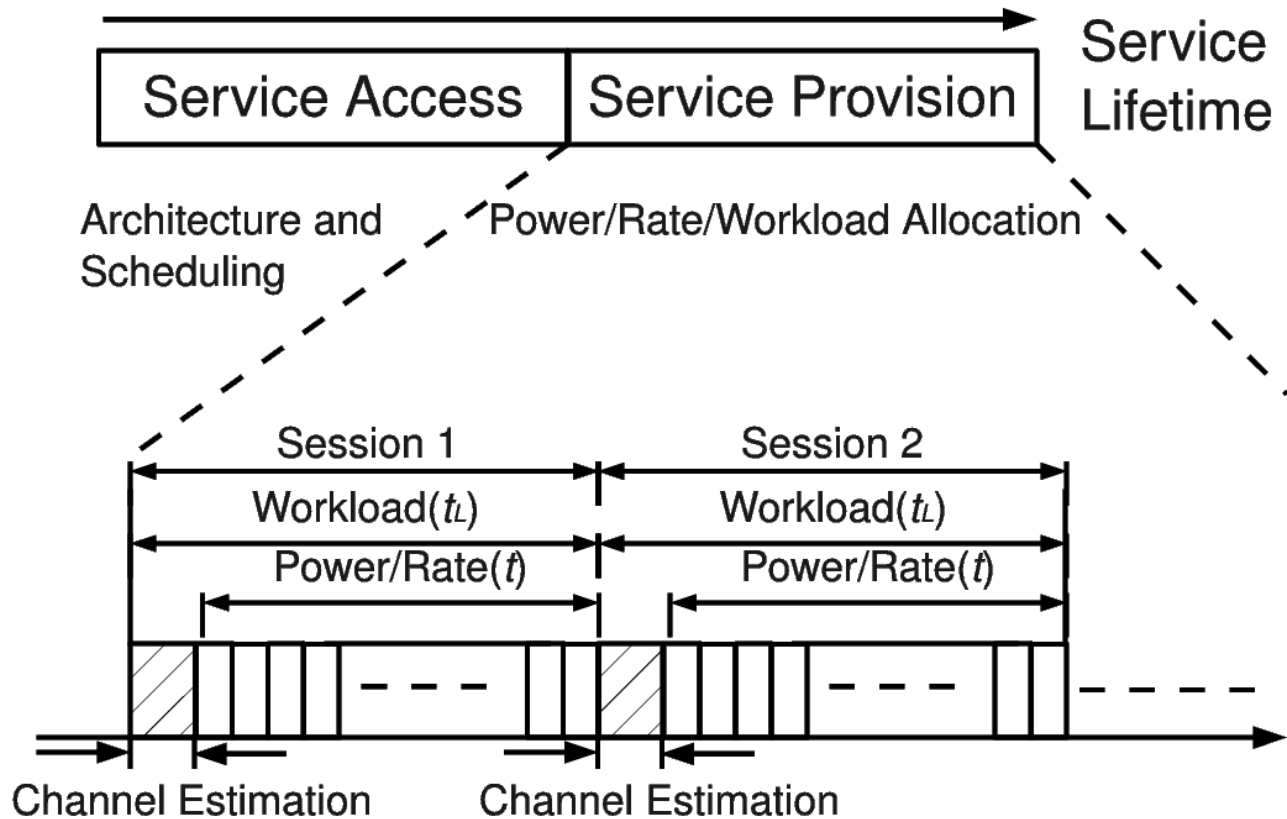 Service Access
Service Provision
Service
Lifetime
Architecture and
Scheduling
Power/Rate/Workload Allocation
Session 1
Session 2
Workload(tL)
Workload(tL)
Power/Rate(t)
Power/Rate(t)
Channel Estimation
Channel Estimation